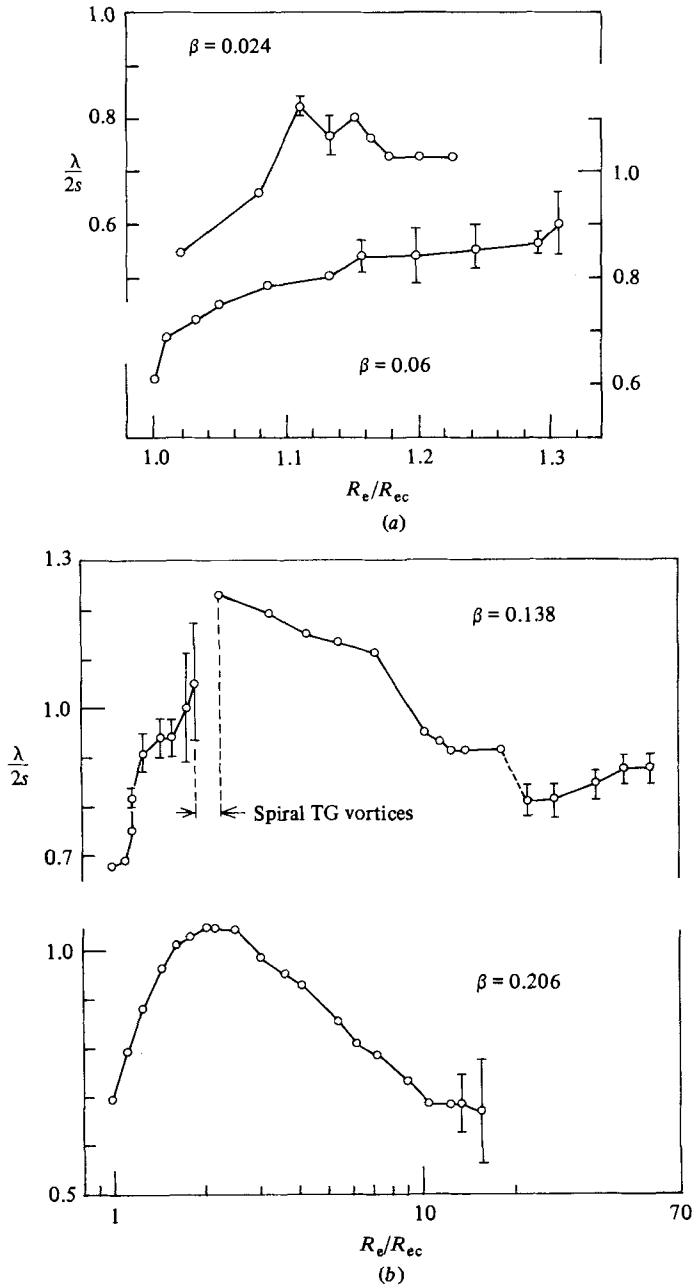 1.0
β = 0.024
0.8
λ/2s
1.0
0.6
0.8
β = 0.06
0.6
1.0
1.1
1.2
1.3
Re/Rec
(a)
1.3
β = 0.138
1.0
λ/2s
Spiral TG vortices
0.7
1.0
β = 0.206
0.5
1
10
70
Re/Rec
(b)